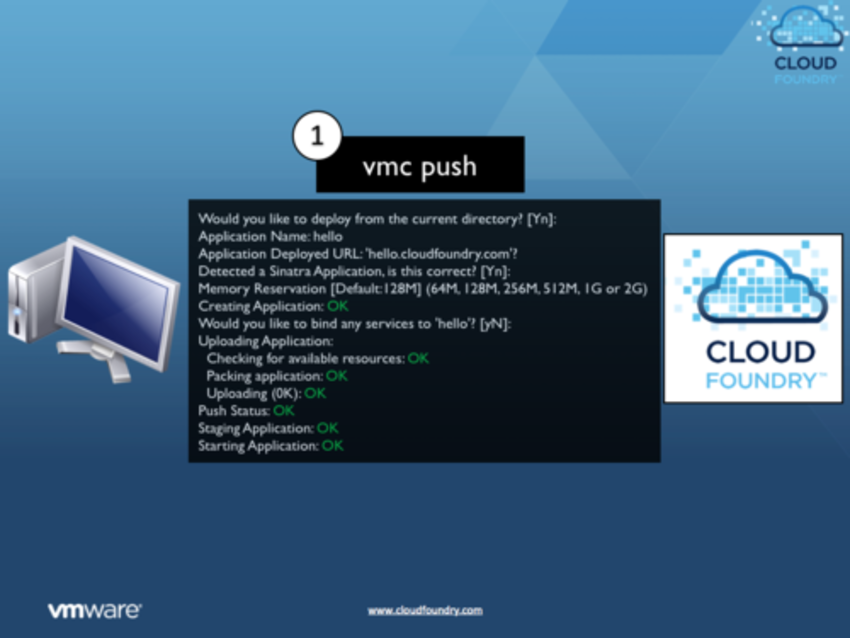 CLOUD
FOUNDRY™
1
vmc push
Would you like to deploy from the current directory? [Yn]:
Application Name: hello
Application Deployed URL: 'hello.cloudfoundry.com'?
Detected a Sinatra Application, is this correct? [Yn]:
Memory Reservation [Default:128M] (64M, 128M, 256M, 512M, 1G or 2G)
Creating Application: OK
Would you like to bind any services to 'hello'? [yN]:
Uploading Application:
Checking for available resources: OK
Packing application: OK
Uploading (0K): OK
Push Status: OK
Staging Application: OK
Starting Application: OK
CLOUD
FOUNDRY™
vmware®
www.cloudfoundry.com